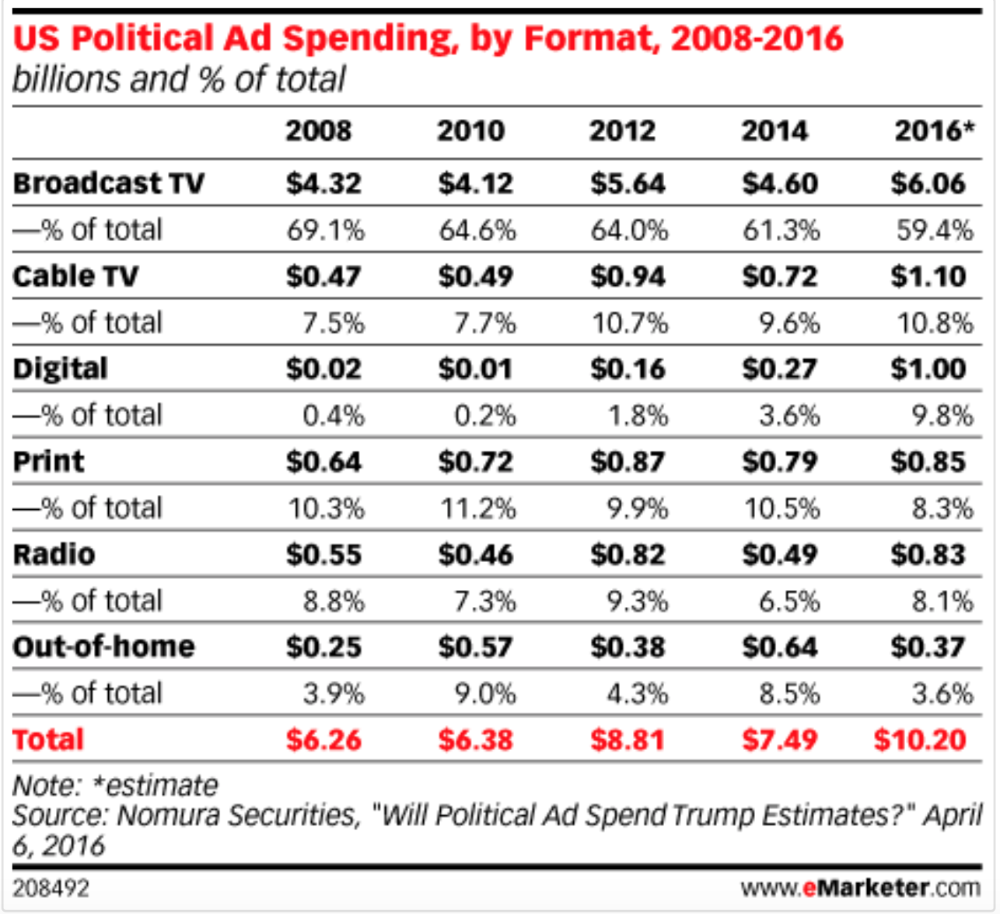 US Political Ad Spending, by Format, 2008-2016
billions and % of total
2008 2010 2012 2014 2016*
Broadcast TV $4.32 $4.12 $5.64 $4.60 $6.06
—% of total 69.1% 64.6% 64.0% 61.3% 59.4%
Cable TV $0.47 $0.49 $0.94 $0.72 $1.10
—% of total 7.5% 7.7% 10.7% 9.6% 10.8%
Digital $0.02 $0.01 $0.16 $0.27 $1.00
—% of total 0.4% 0.2% 1.8% 3.6% 9.8%
Print $0.64 $0.72 $0.87 $0.79 $0.85
—% of total 10.3% 11.2% 9.9% 10.5% 8.3%
Radio $0.55 $0.46 $0.82 $0.49 $0.83
—% of total 8.8% 7.3% 9.3% 6.5% 8.1%
Out-of-home $0.25 $0.57 $0.38 $0.64 $0.37
—% of total 3.9% 9.0% 4.3% 8.5% 3.6%
Total $6.26 $6.38 $8.81 $7.49 $10.20
Note: *estimate
Source: Nomura Securities, "Will Political Ad Spend Trump Estimates?" April
6, 2016
208492 www.eMarketer.com